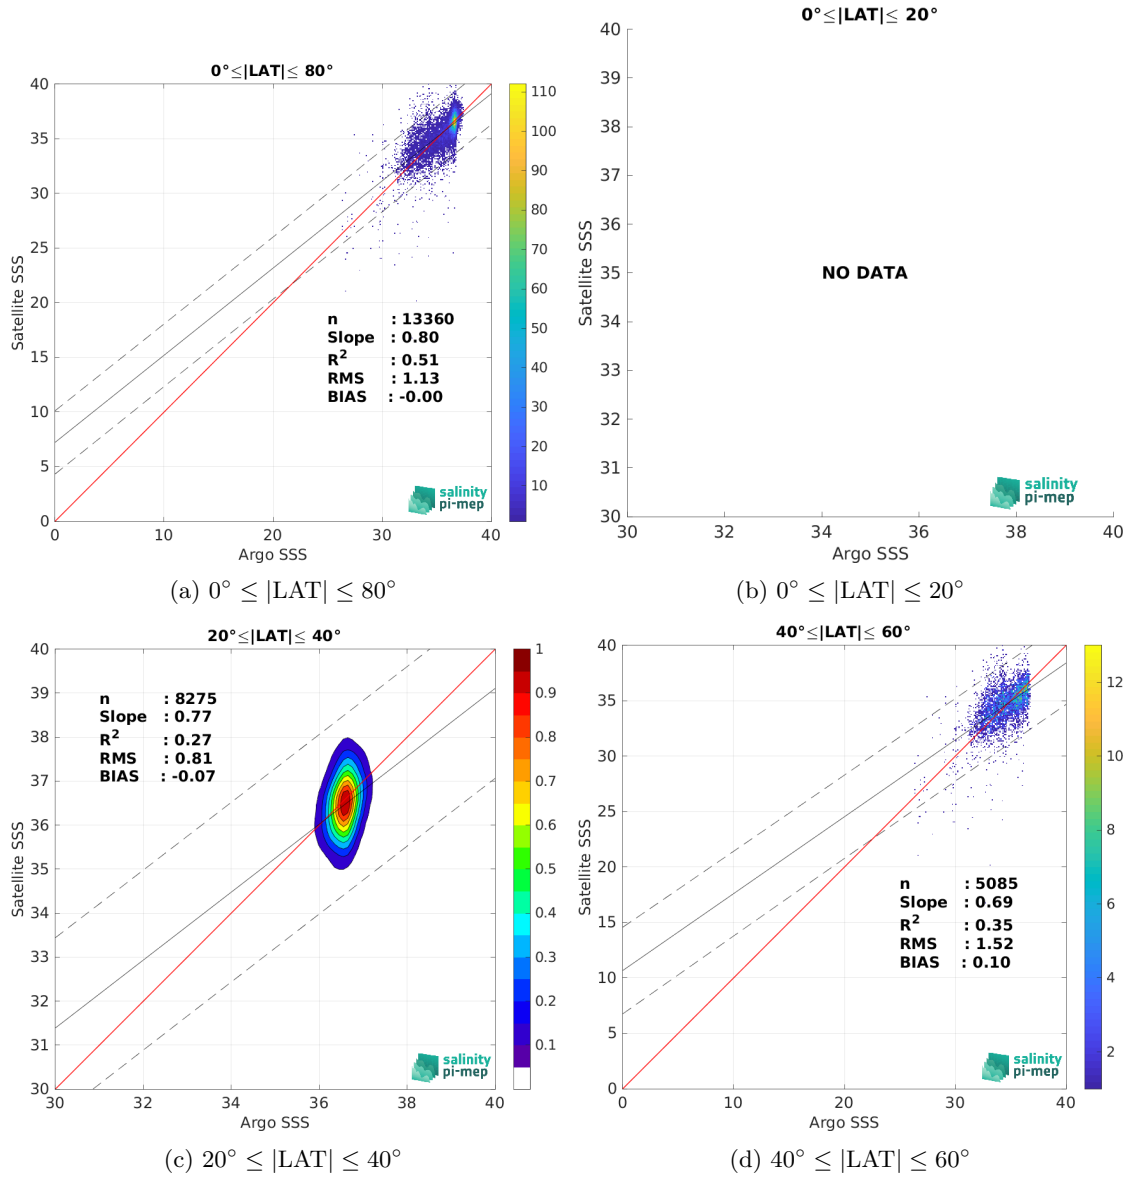 0°≤|LAT|≤ 80°
40
35
30
25
20
15
10
5
0
Satellite SSS
n : 13360
Slope : 0.80
R2 : 0.51
RMS : 1.13
BIAS : -0.00
salinity
pi-mep
0 10 20 30 40
Argo SSS
110
100
90
80
70
60
50
40
30
20
10
(a) 0° ≤ |LAT| ≤ 80°
0°≤|LAT|≤ 20°
40
39
38
37
36
35
34
33
32
31
30
Satellite SSS
NO DATA
salinity
pi-mep
30 32 34 36 38 40
Argo SSS
(b) 0° ≤ |LAT| ≤ 20°
20°≤|LAT|≤ 40°
40
39
38
37
36
35
34
33
32
31
30
Satellite SSS
n : 8275
Slope : 0.77
R2 : 0.27
RMS : 0.81
BIAS : -0.07
salinity
pi-mep
30 32 34 36 38 40
Argo SSS
1
0.9
0.8
0.7
0.6
0.5
0.4
0.3
0.2
0.1
(c) 20° ≤ |LAT| ≤ 40°
40°≤|LAT|≤ 60°
40
35
30
25
20
15
10
5
0
Satellite SSS
n : 5085
Slope : 0.69
R2 : 0.35
RMS : 1.52
BIAS : 0.10
salinity
pi-mep
0 10 20 30 40
Argo SSS
12
10
8
6
4
2
(d) 40° ≤ |LAT| ≤ 60°